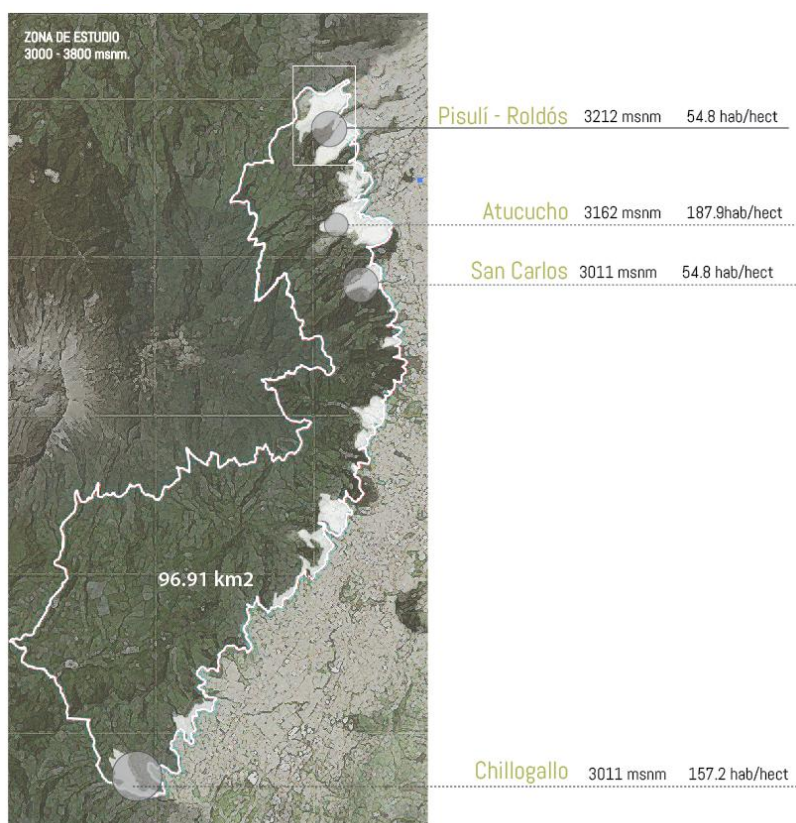 ZONA DE ESTUDIO
3000 - 3800 msnm.
Pisulí - Roldós 3212 msnm 54.8 hab/hect
Atucucho 3162 msnm 187.9hab/hect
San Carlos 3011 msnm 54.8 hab/hect
96.91 km2
Chillogallo 3011 msnm 157.2 hab/hect